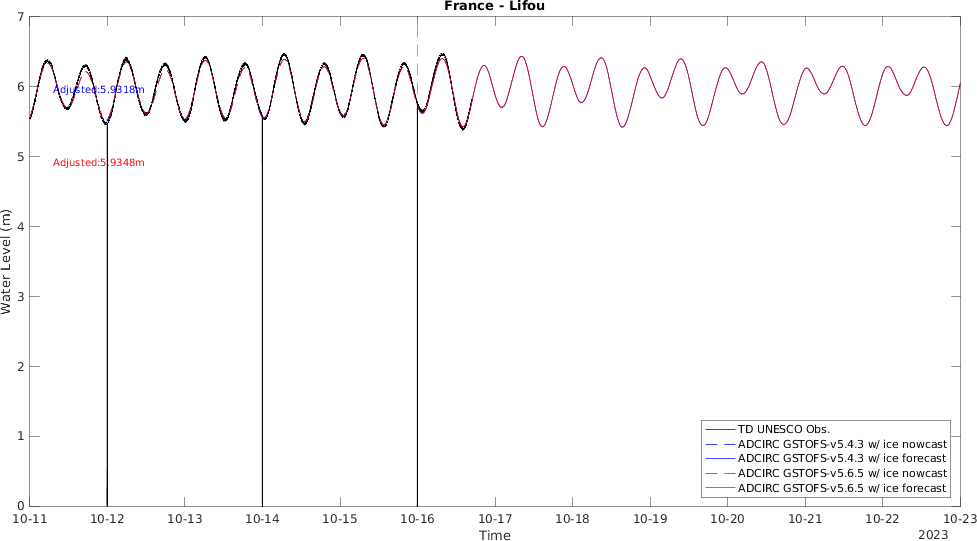 France - Lifou
7
6
5
4
3
2
1
0
Water Level (m)
Adjusted:5.9318m
Adjusted:5.9348m
TD UNESCO Obs.
ADCIRC GSTOFS-v5.4.3 w/ ice nowcast
ADCIRC GSTOFS-v5.4.3 w/ ice forecast
ADCIRC GSTOFS-v5.6.5 w/ ice nowcast
ADCIRC GSTOFS-v5.6.5 w/ ice forecast
10-11 10-12 10-13 10-14 10-15 10-16 10-17 10-18 10-19 10-20 10-21 10-22 10-23
Time
2023